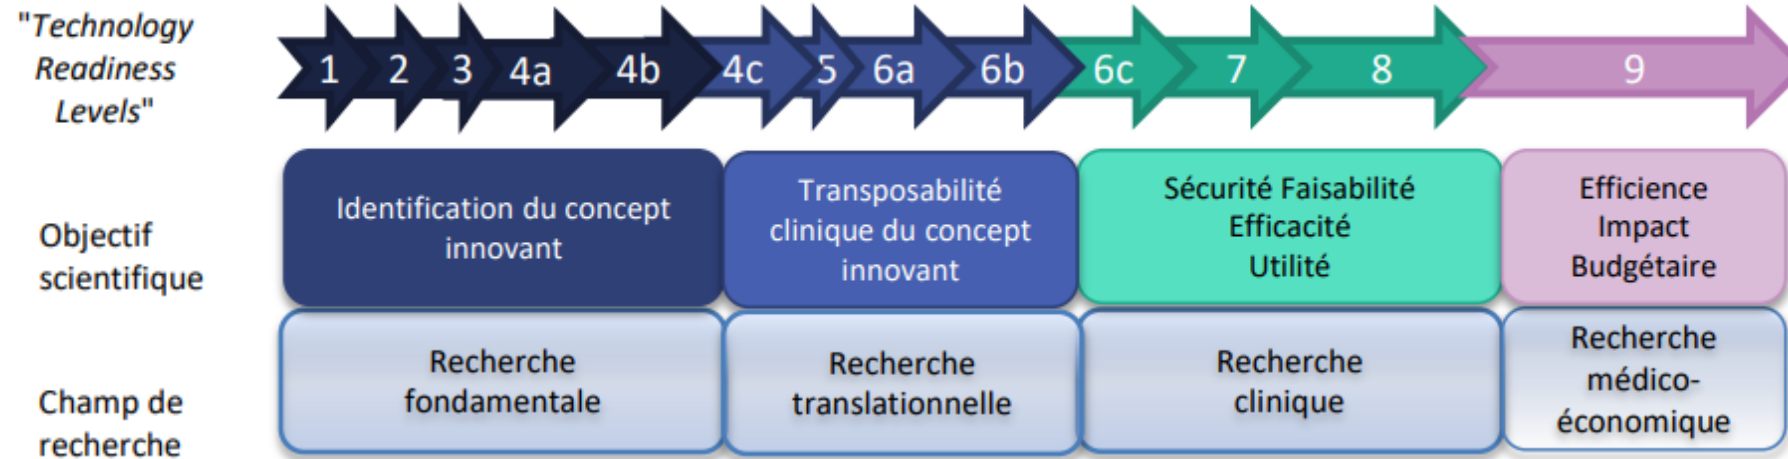 "Technology
Readiness
Levels"
1 2 3 4a 4b 4c 5 6a 6b 6c 7 8 9
Objectif
scientifique
Identification du concept
innovant
Transposabilité
clinique du concept
innovant
Sécurité Faisabilité
Efficacité
Utilité
Efficience
Impact
Budgétaire
Champ de
recherche
Recherche
fondamentale
Recherche
translationnelle
Recherche
clinique
Recherche
médico-
économique